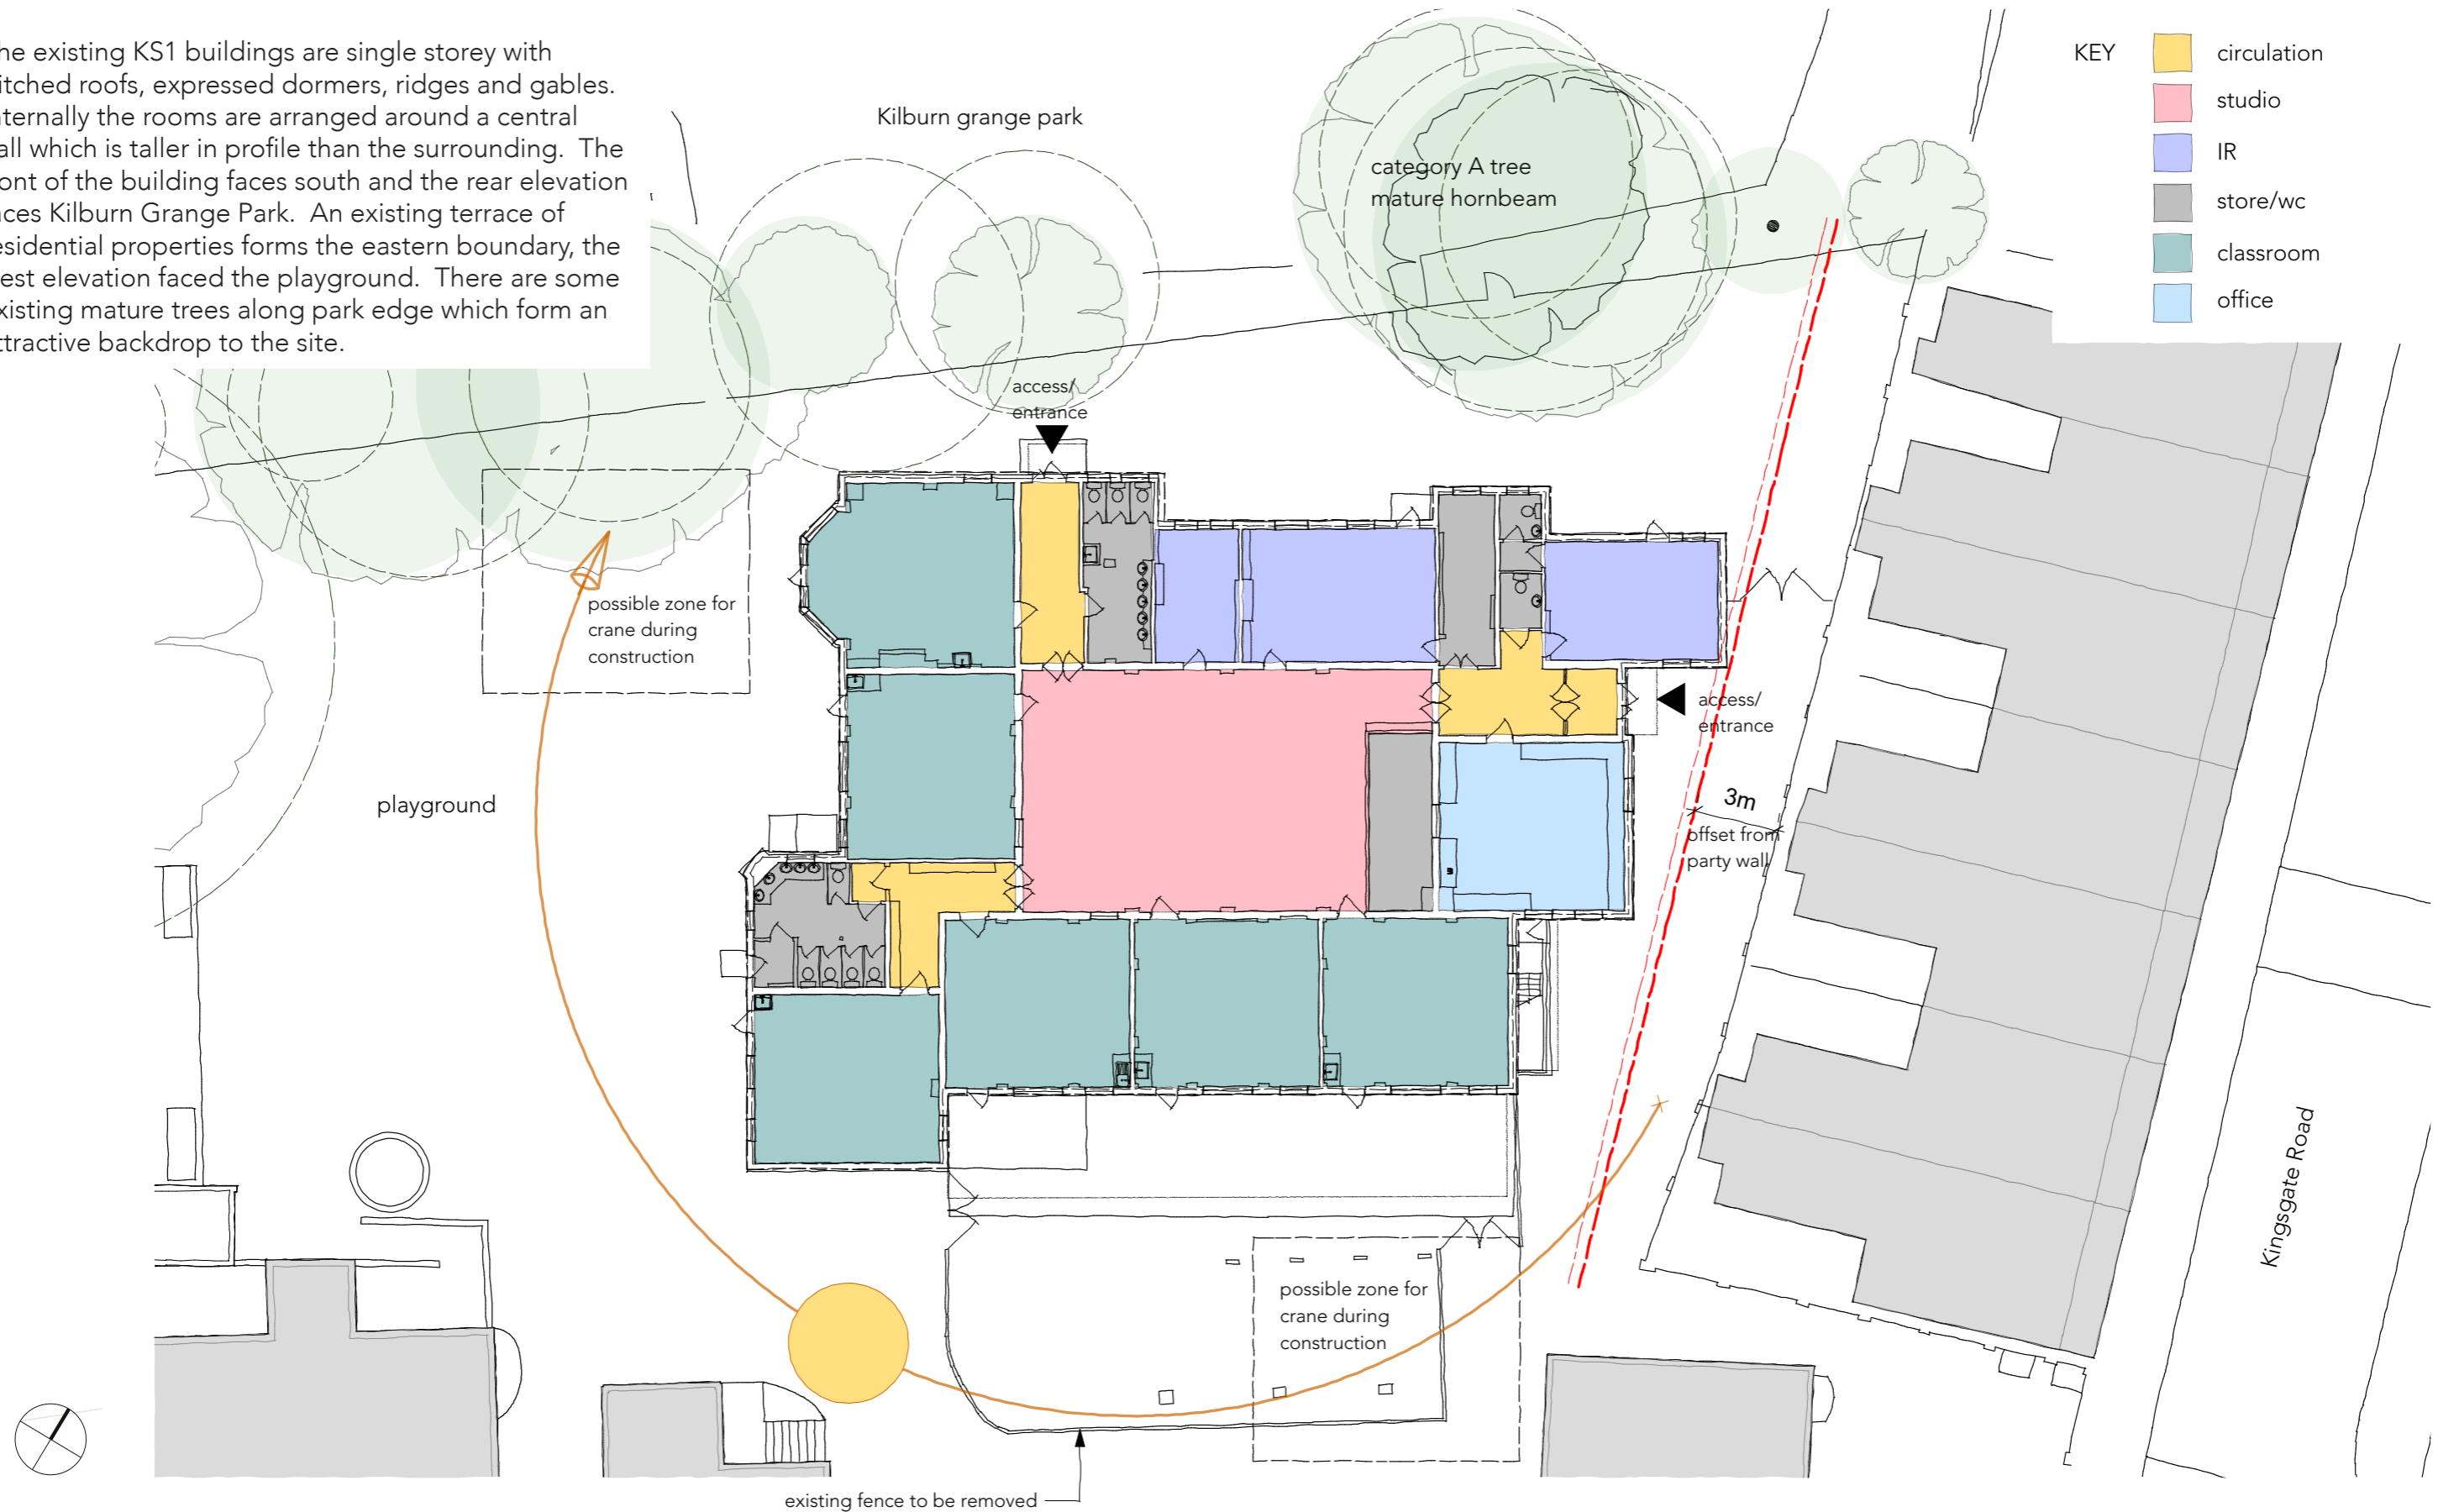 he existing KS1 buildings are single storey with
itched roofs, expressed dormers, ridges and gables.
nternally the rooms are arranged around a central
all which is taller in profile than the surrounding. The
ont of the building faces south and the rear elevation
aces Kilburn Grange Park. An existing terrace of
esidential properties forms the eastern boundary, the
est elevation faced the playground. There are some
xisting mature trees along park edge which form an
ttractive backdrop to the site.
Kilburn grange park
category A tree
mature hornbeam
KEY
circulation
studio
IR
store/wc
classroom
office
access/
entrance
possible zone for
crane during
construction
access/
entrance
playground
3m
offset from
party wall
possible zone for
crane during
construction
Kingsgate Road
existing fence to be removed